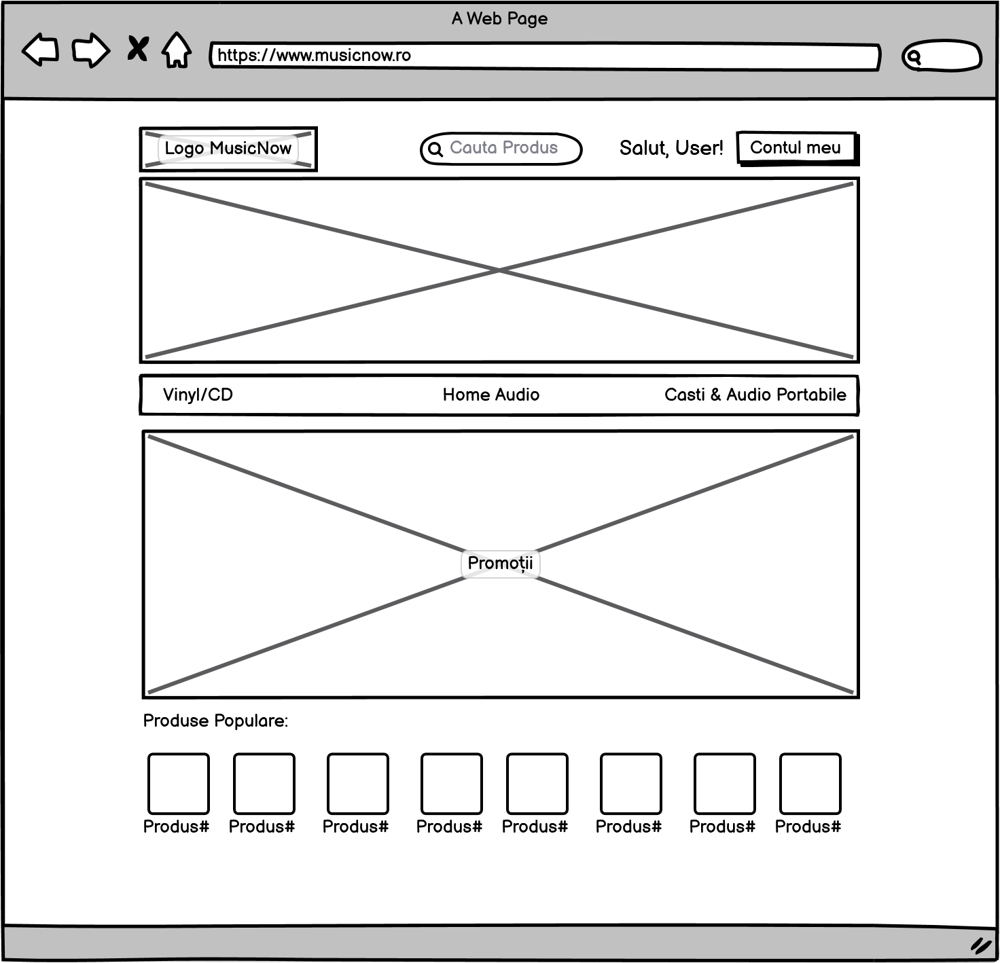 A Web Page
https://www.musicnow.ro
Logo MusicNow
Cauta Produs
Salut, User!
Contul meu
Vinyl/CD
Home Audio
Casti & Audio Portabile
Promoții
Produse Populare:
Produs#
Produs#
Produs#
Produs#
Produs#
Produs#
Produs#
Produs#